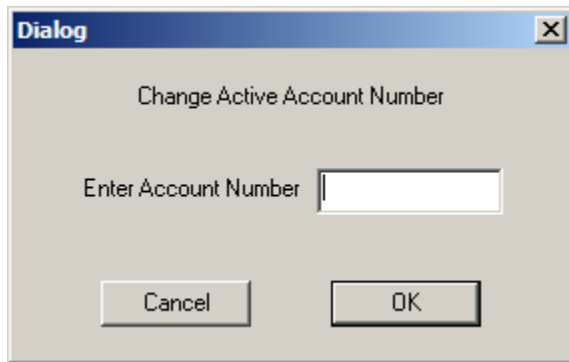 Dialog
Change Active Account Number
Enter Account Number
Cancel OK